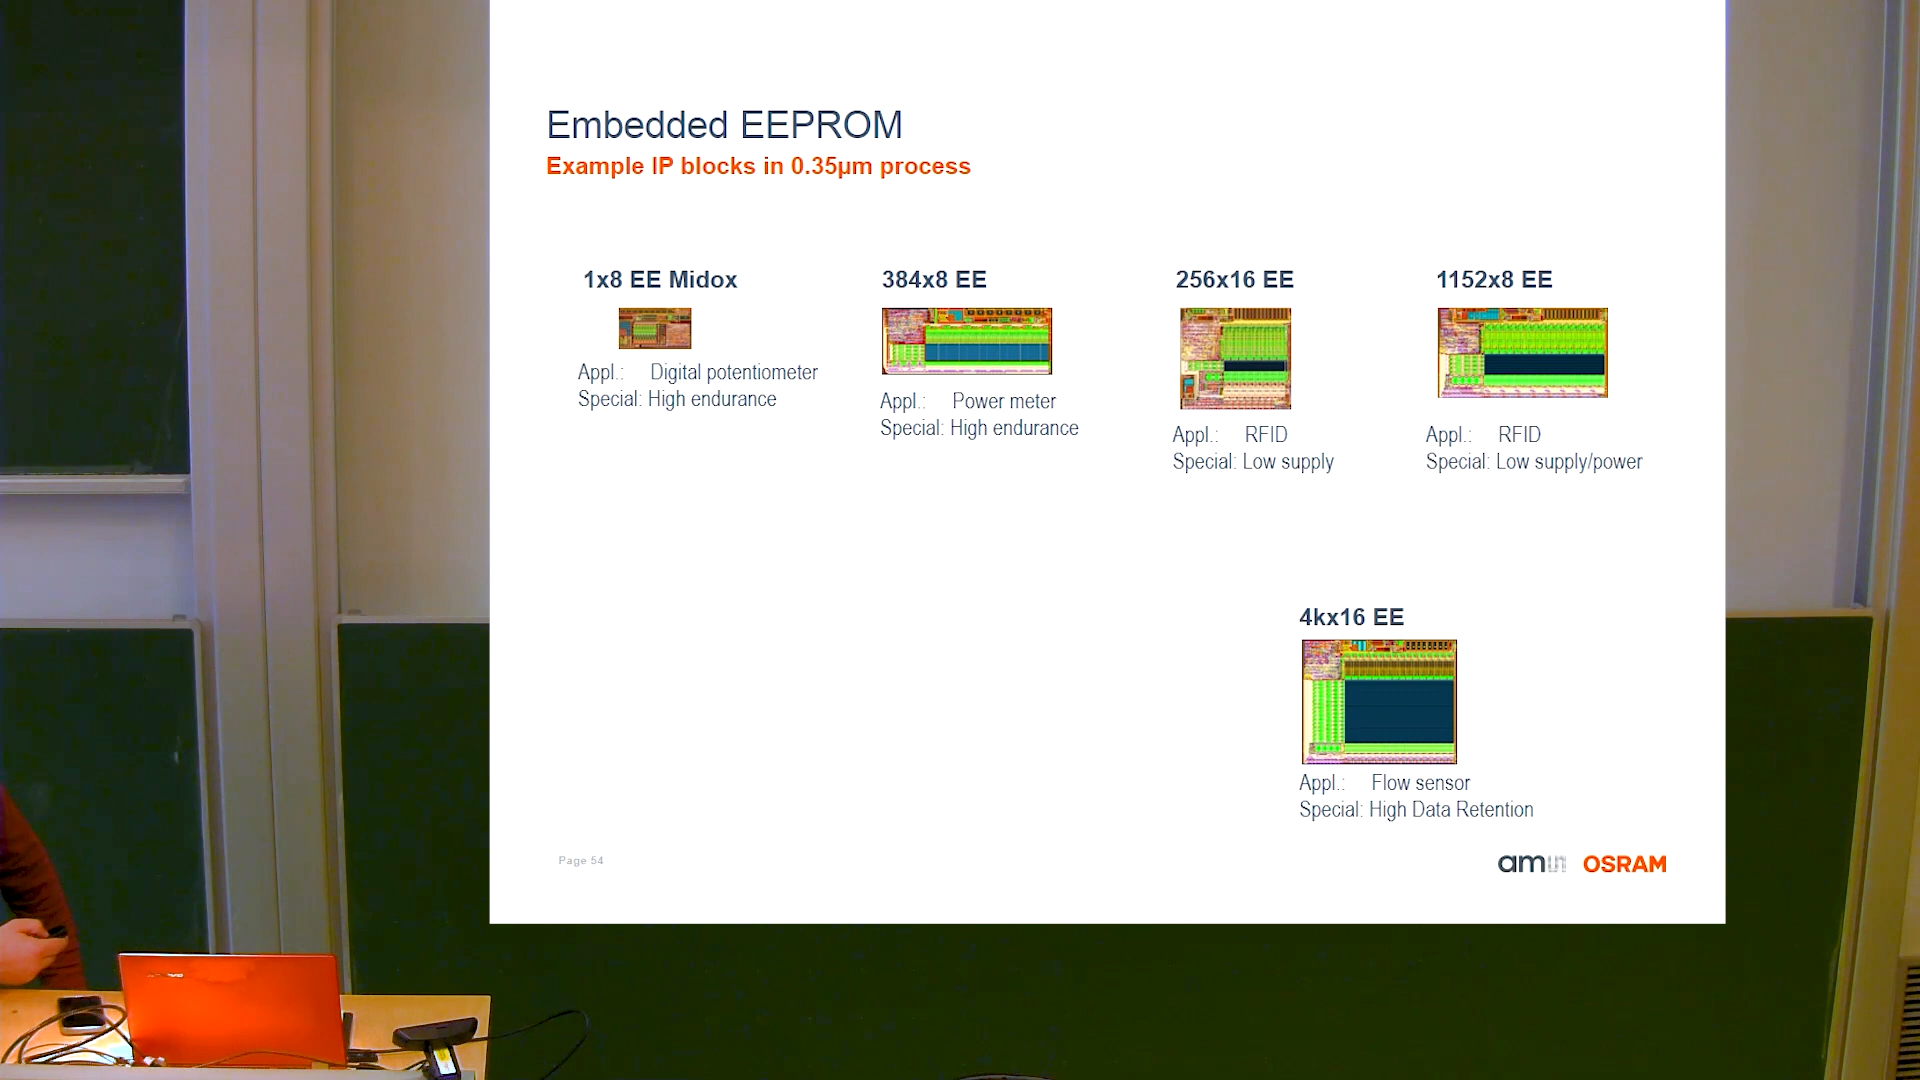 Embedded EEPROM
Example IP blocks in 0.35µm process
1x8 EE Midox
Appl.: Digital potentiometer
Special: High endurance
384x8 EE
Appl.: Power meter
Special: High endurance
256x16 EE
Appl.: RFID
Special: Low supply
1152x8 EE
Appl.: RFID
Special: Low supply/power
4kx16 EE
Appl.: Flow sensor
Special: High Data Retention
Page 54
am OSRAM